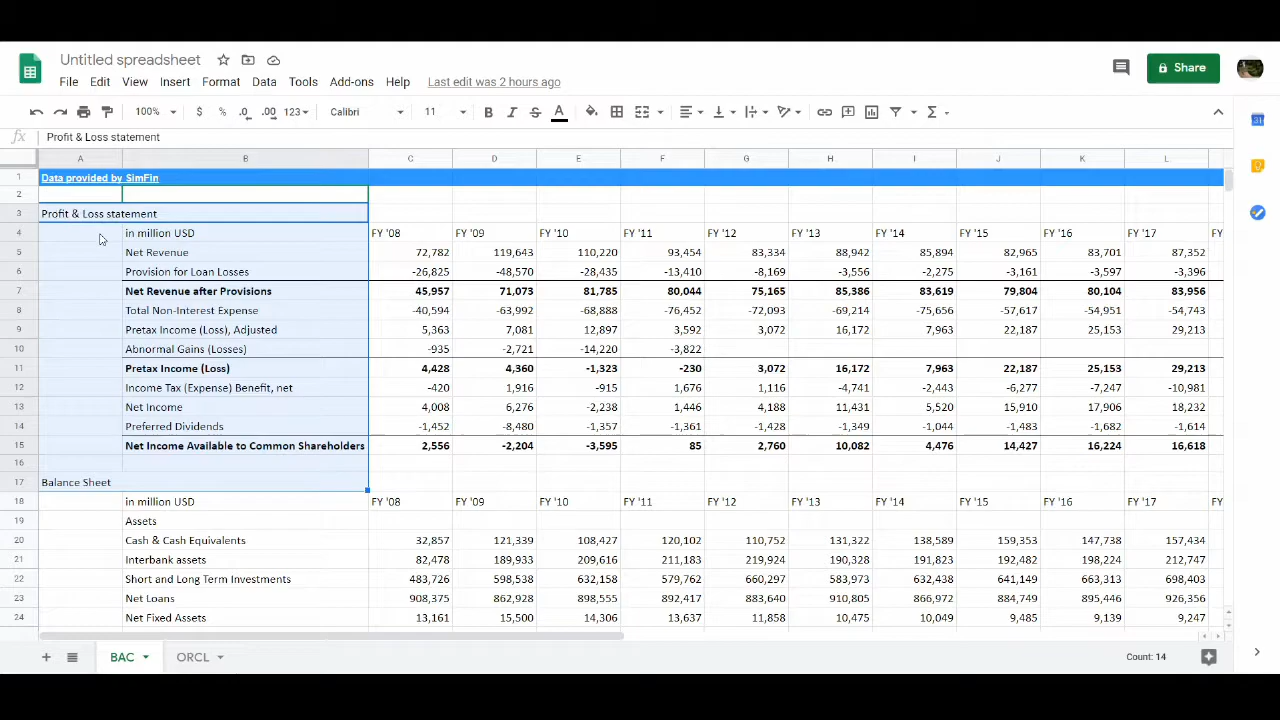 Untitled spreadsheet
File Edit View Insert Format Data Tools Add-ons Help Last edit was 2 hours ago
Share
100% $ % .0 .00 123 Calibri 11 B I S A Σ
fx Profit & Loss statement
A B C D E F G H I J K L
1 Data provided by SimFin
2
3 Profit & Loss statement
4 in million USD FY '08 FY '09 FY '10 FY '11 FY '12 FY '13 FY '14 FY '15 FY '16 FY '17 FY
5 Net Revenue 72,782 119,643 110,220 93,454 83,334 88,942 85,894 82,965 83,701 87,352
6 Provision for Loan Losses -26,825 -48,570 -28,435 -13,410 -8,169 -3,556 -2,275 -3,161 -3,597 -3,396
7 Net Revenue after Provisions 45,957 71,073 81,785 80,044 75,165 85,386 83,619 79,804 80,104 83,956
8 Total Non-Interest Expense -40,594 -63,992 -68,888 -76,452 -72,093 -69,214 -75,656 -57,617 -54,951 -54,743
9 Pretax Income (Loss), Adjusted 5,363 7,081 12,897 3,592 3,072 16,172 7,963 22,187 25,153 29,213
10 Abnormal Gains (Losses) -935 -2,721 -14,220 -3,822
11 Pretax Income (Loss) 4,428 4,360 -1,323 -230 3,072 16,172 7,963 22,187 25,153 29,213
12 Income Tax (Expense) Benefit, net -420 1,916 -915 1,676 1,116 -4,741 -2,443 -6,277 -7,247 -10,981
13 Net Income 4,008 6,276 -2,238 1,446 4,188 11,431 5,520 15,910 17,906 18,232
14 Preferred Dividends -1,452 -8,480 -1,357 -1,361 -1,428 -1,349 -1,044 -1,483 -1,682 -1,614
15 Net Income Available to Common Shareholders 2,556 -2,204 -3,595 85 2,760 10,082 4,476 14,427 16,224 16,618
16
17 Balance Sheet
18 in million USD FY '08 FY '09 FY '10 FY '11 FY '12 FY '13 FY '14 FY '15 FY '16 FY '17 FY
19 Assets
20 Cash & Cash Equivalents 32,857 121,339 108,427 120,102 110,752 131,322 138,589 159,353 147,738 157,434
21 Interbank assets 82,478 189,933 209,616 211,183 219,924 190,328 191,823 192,482 198,224 212,747
22 Short and Long Term Investments 483,726 598,538 632,158 579,762 660,297 583,973 632,438 641,149 663,313 698,403
23 Net Loans 908,375 862,928 898,555 892,417 883,640 910,805 866,972 884,749 895,446 926,356
24 Net Fixed Assets 13,161 15,500 14,306 13,637 11,858 10,475 10,049 9,485 9,139 9,247
BAC ORCL Count: 14